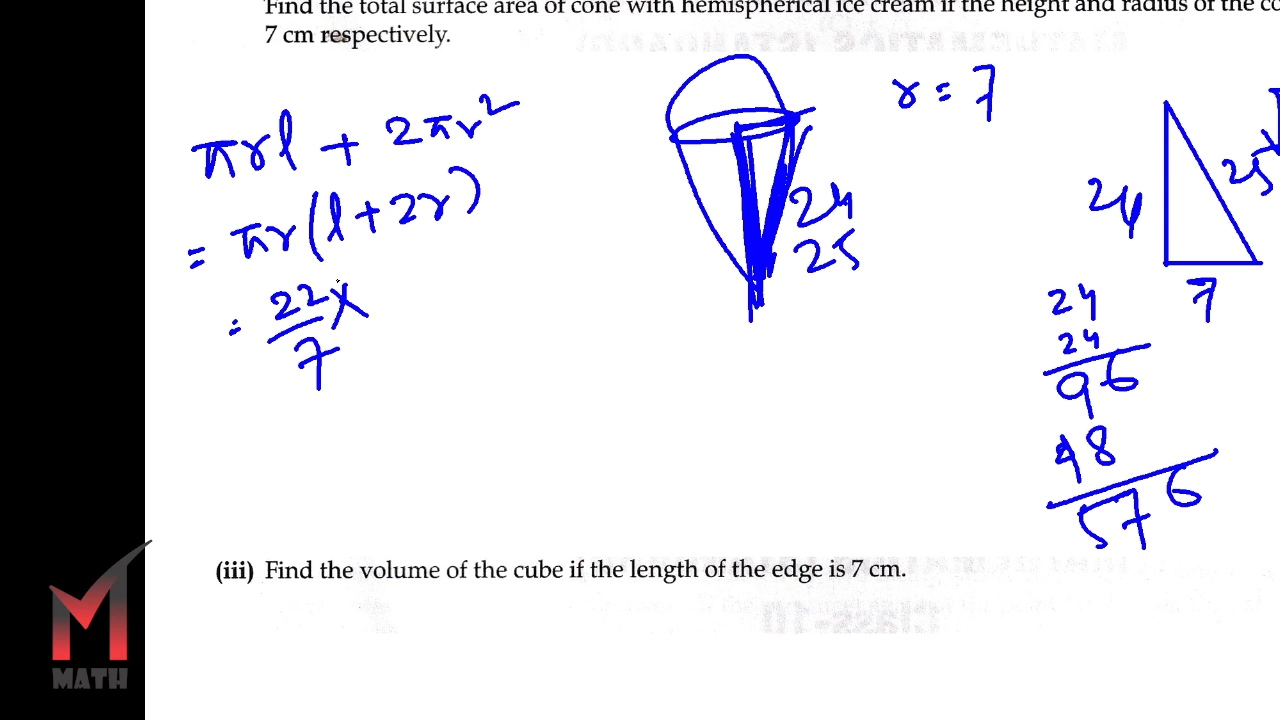 Find the total surface area of cone with hemispherical ice cream if the height and radius of the co
7 cm respectively.
πrl + 2πr²
= πr(l+2r)
= 22/7 ×
r = 7
24
25
24
25
7
24
24
96
48
576
(iii) Find the volume of the cube if the length of the edge is 7 cm.
M
MATH